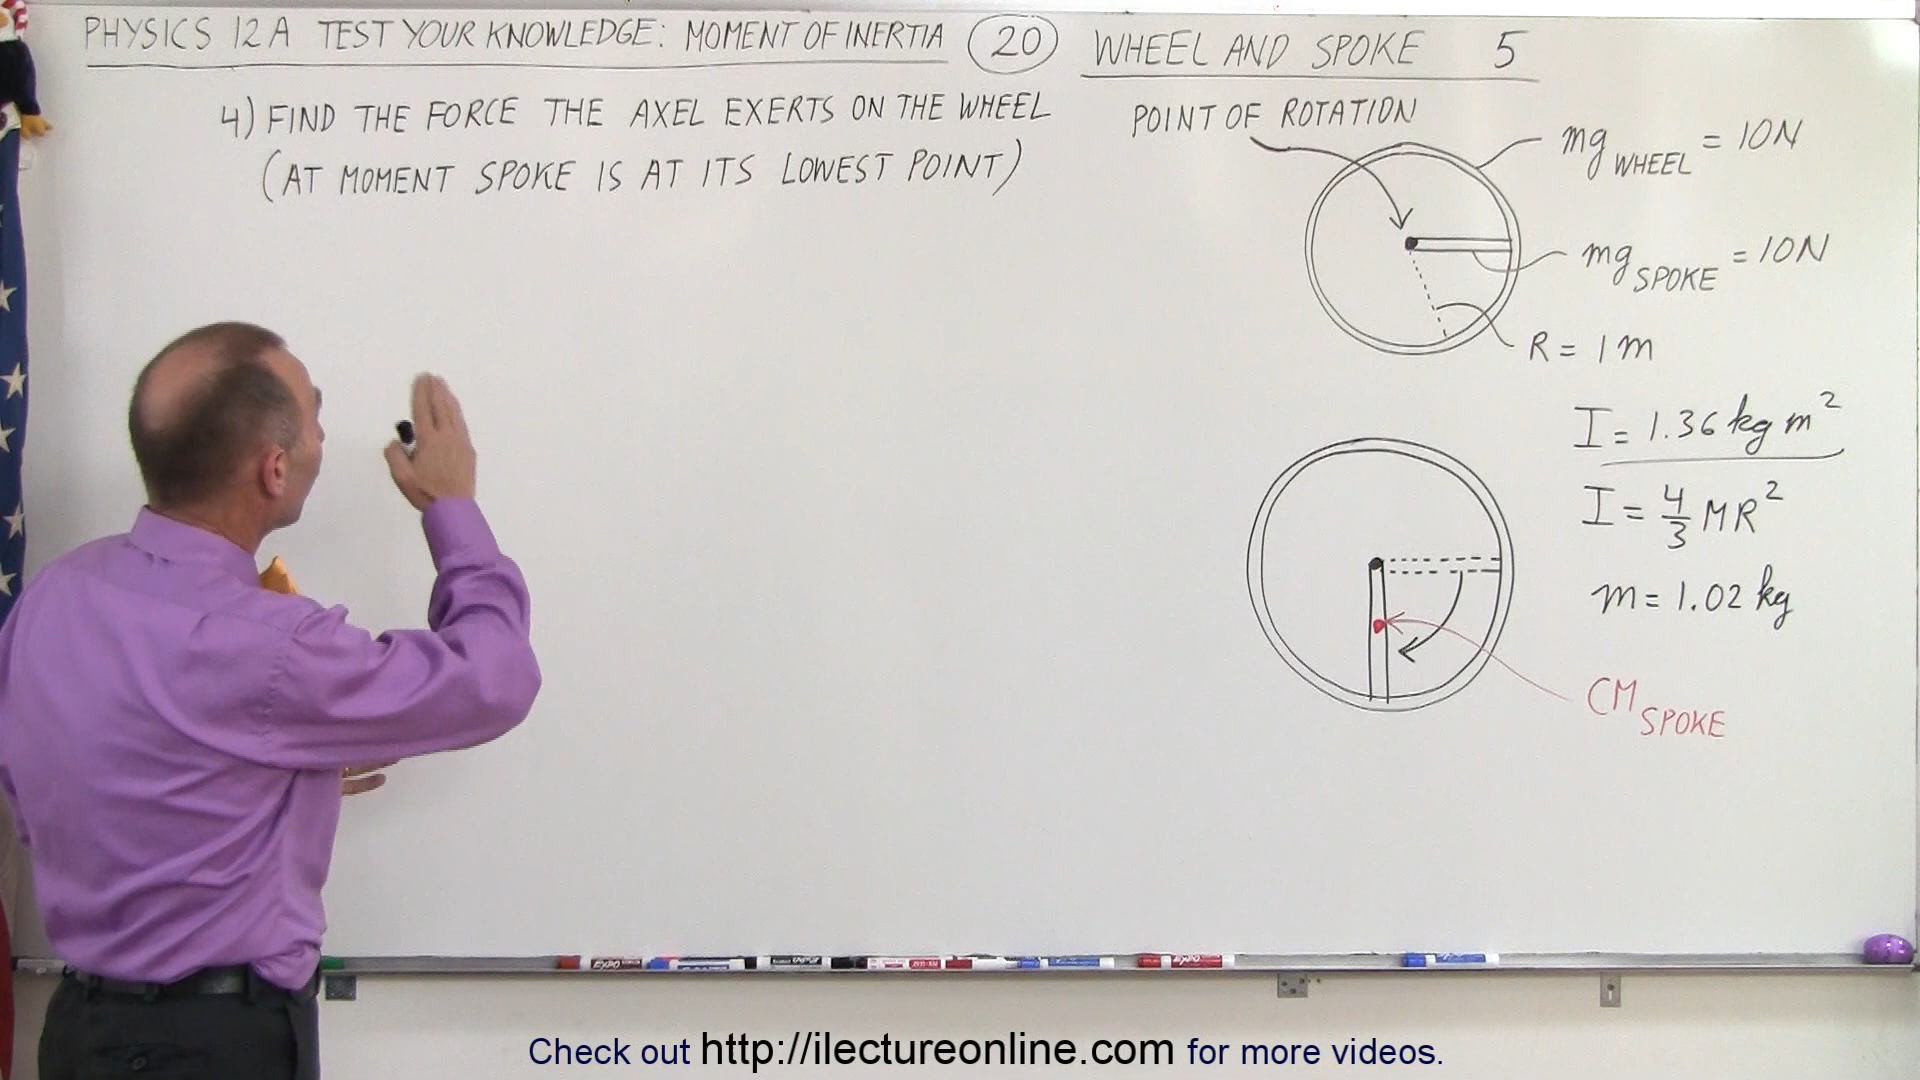 PHYSICS 12A TEST YOUR KNOWLEDGE: MOMENT OF INERTIA 20 WHEEL AND SPOKE 5
4) FIND THE FORCE THE AXEL EXERTS ON THE WHEEL
(AT MOMENT SPOKE IS AT ITS LOWEST POINT)
POINT OF ROTATION
mg WHEEL = 10N
mg SPOKE = 10N
R = 1 m
I = 1.36 kg m²
I = 4/3 MR²
m = 1.02 kg
CM SPOKE
EXPO
EXPO
Check out http://ilectureonline.com for more videos.